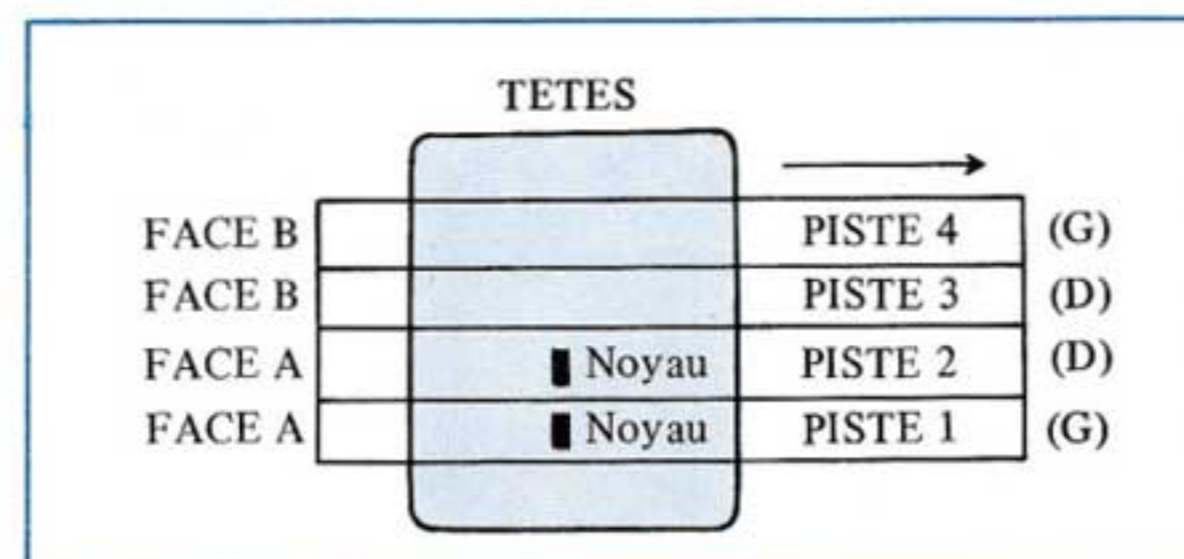 TETES
FACE B PISTE 4 (G)
FACE B PISTE 3 (D)
FACE A Noyau PISTE 2 (D)
FACE A Noyau PISTE 1 (G)